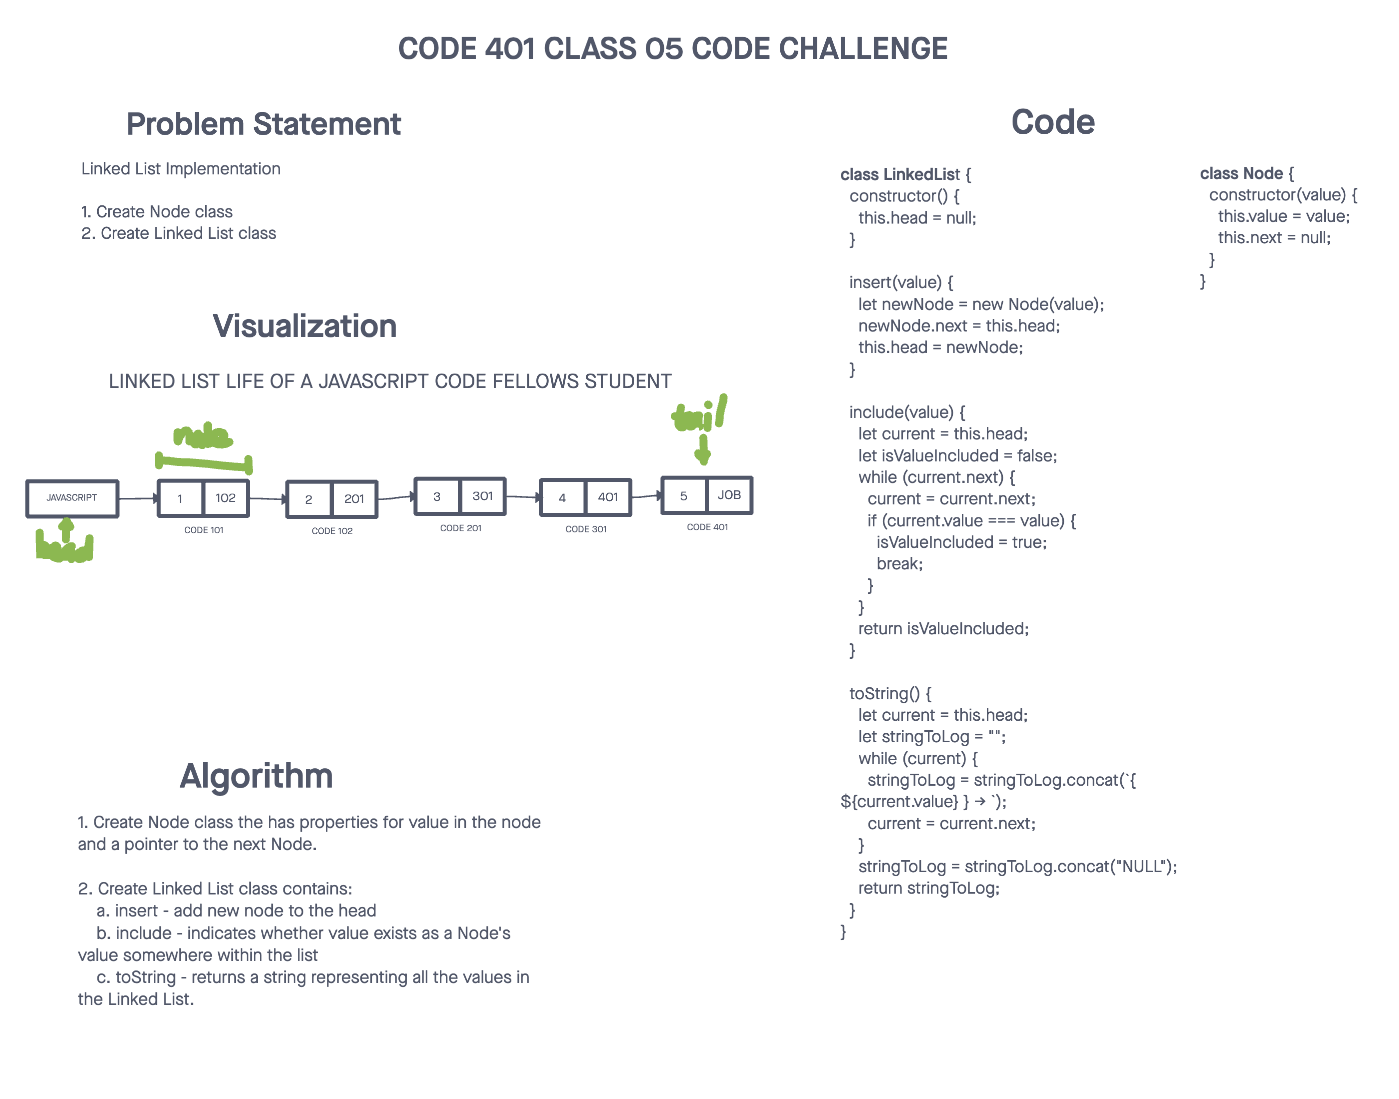 CODE 401 CLASS 05 CODE CHALLENGE
Problem Statement
Linked List Implementation
1. Create Node class
2. Create Linked List class
Visualization
LINKED LIST LIFE OF A JAVASCRIPT CODE FELLOWS STUDENT
node
tail
JAVASCRIPT
1 102
2 201
3 301
4 401
5 JOB
CODE 101
CODE 102
CODE 201
CODE 301
CODE 401
head
Algorithm
1. Create Node class the has properties for value in the node
and a pointer to the next Node.
2. Create Linked List class contains:
a. insert - add new node to the head
b. include - indicates whether value exists as a Node's
value somewhere within the list
c. toString - returns a string representing all the values in
the Linked List.
Code
class LinkedList {
constructor() {
this.head = null;
}
insert(value) {
let newNode = new Node(value);
newNode.next = this.head;
this.head = newNode;
}
include(value) {
let current = this.head;
let isValueIncluded = false;
while (current.next) {
current = current.next;
if (current.value === value) {
isValueIncluded = true;
break;
}
}
return isValueIncluded;
}
toString() {
let current = this.head;
let stringToLog = "";
while (current) {
stringToLog = stringToLog.concat(`{
${current.value} } → `);
current = current.next;
}
stringToLog = stringToLog.concat("NULL");
return stringToLog;
}
}
class Node {
constructor(value) {
this.value = value;
this.next = null;
}
}